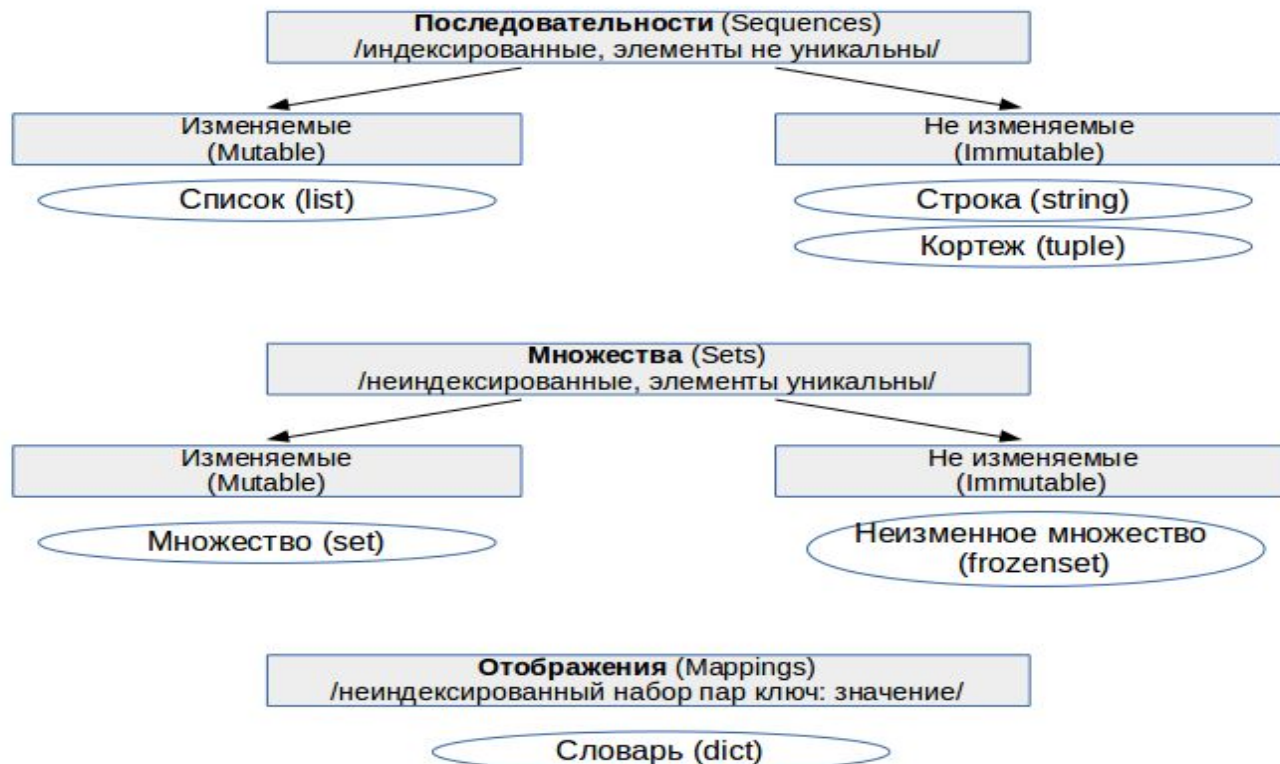 Последовательности (Sequences)
/индексированные, элементы не уникальны/
Изменяемые
(Mutable)
Не изменяемые
(Immutable)
Список (list)
Строка (string)
Кортеж (tuple)
Множества (Sets)
/неиндексированные, элементы уникальны/
Изменяемые
(Mutable)
Не изменяемые
(Immutable)
Множество (set)
Неизменное множество
(frozenset)
Отображения (Mappings)
/неиндексированный набор пар ключ: значение/
Словарь (dict)